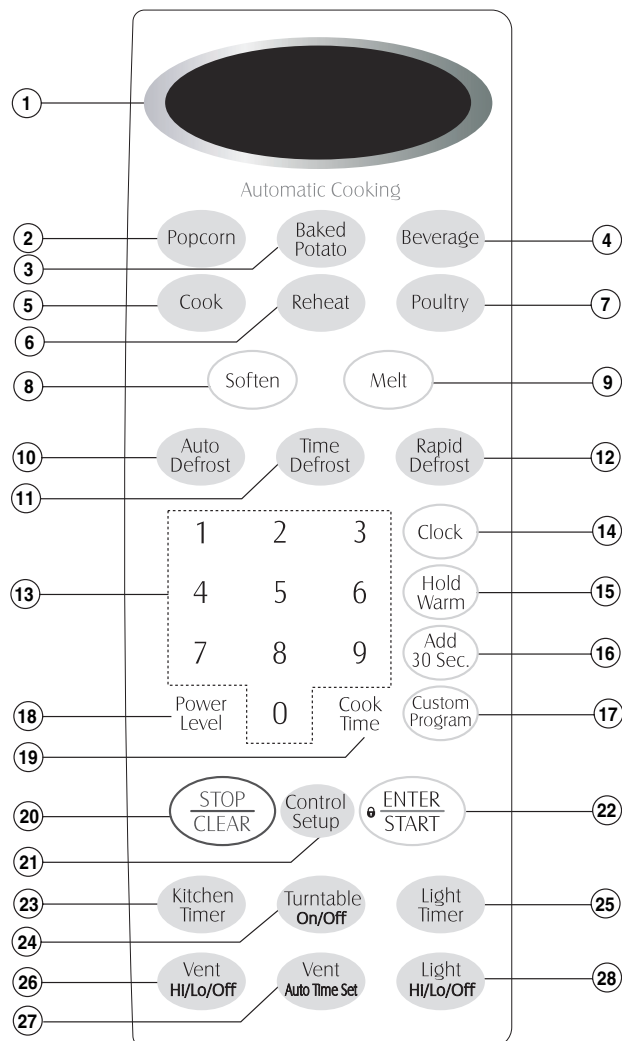 1
Automatic Cooking
2
Popcorn
Baked
Potato
Beverage
4
3
5
Cook
Reheat
Poultry
7
6
8
Soften
Melt
9
10
Auto
Defrost
Time
Defrost
Rapid
Defrost
12
11
1 2 3
Clock
14
13
4 5 6
Hold
Warm
15
7 8 9
Add
30 Sec.
16
18
Power
Level
0
Cook
Time
Custom
Program
17
19
20
STOP
CLEAR
Control
Setup
ENTER
START
22
21
23
Kitchen
Timer
Turntable
On/Off
Light
Timer
25
24
26
Vent
Hi/Lo/Off
Vent
Auto Time Set
Light
Hi/Lo/Off
28
27